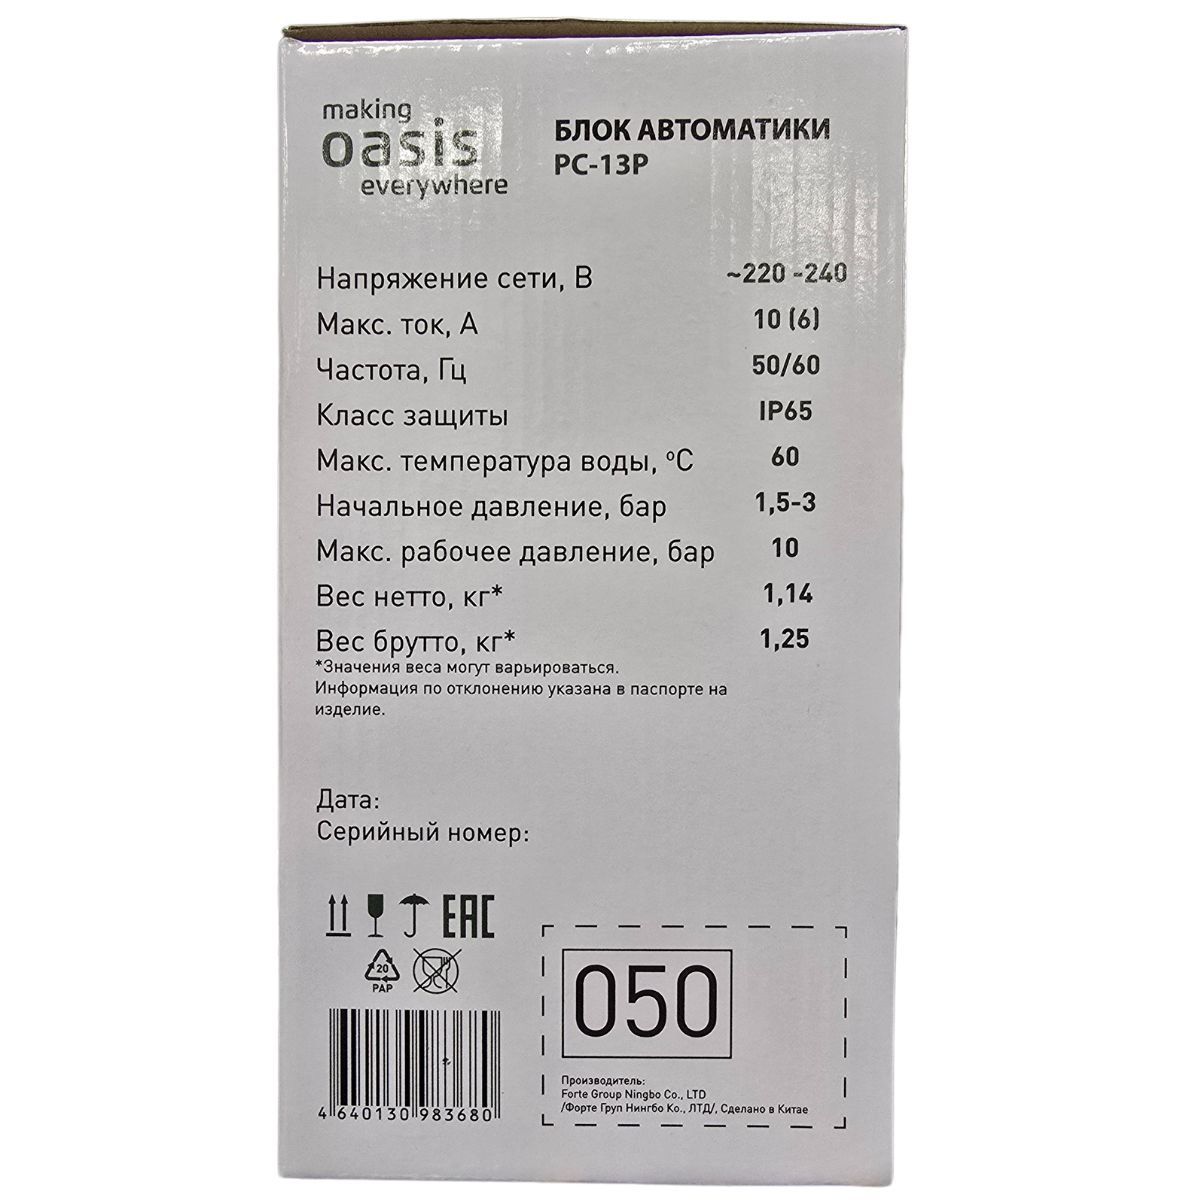 making
oasis
everywhere
БЛОК АВТОМАТИКИ
PC-13P
Напряжение сети, В ~220 -240
Макс. ток, А 10 (6)
Частота, Гц 50/60
Класс защиты IP65
Макс. температура воды, °С 60
Начальное давление, бар 1,5-3
Макс. рабочее давление, бар 10
Вес нетто, кг* 1,14
Вес брутто, кг* 1,25
*Значения веса могут варьироваться.
Информация по отклонению указана в паспорте на
изделие.
Дата:
Серийный номер:
EAC
20
PAP
4 640130 983680
050
Производитель:
Forte Group Ningbo Co., LTD
/Форте Груп Нингбо Ко., ЛТД/, Сделано в Китае